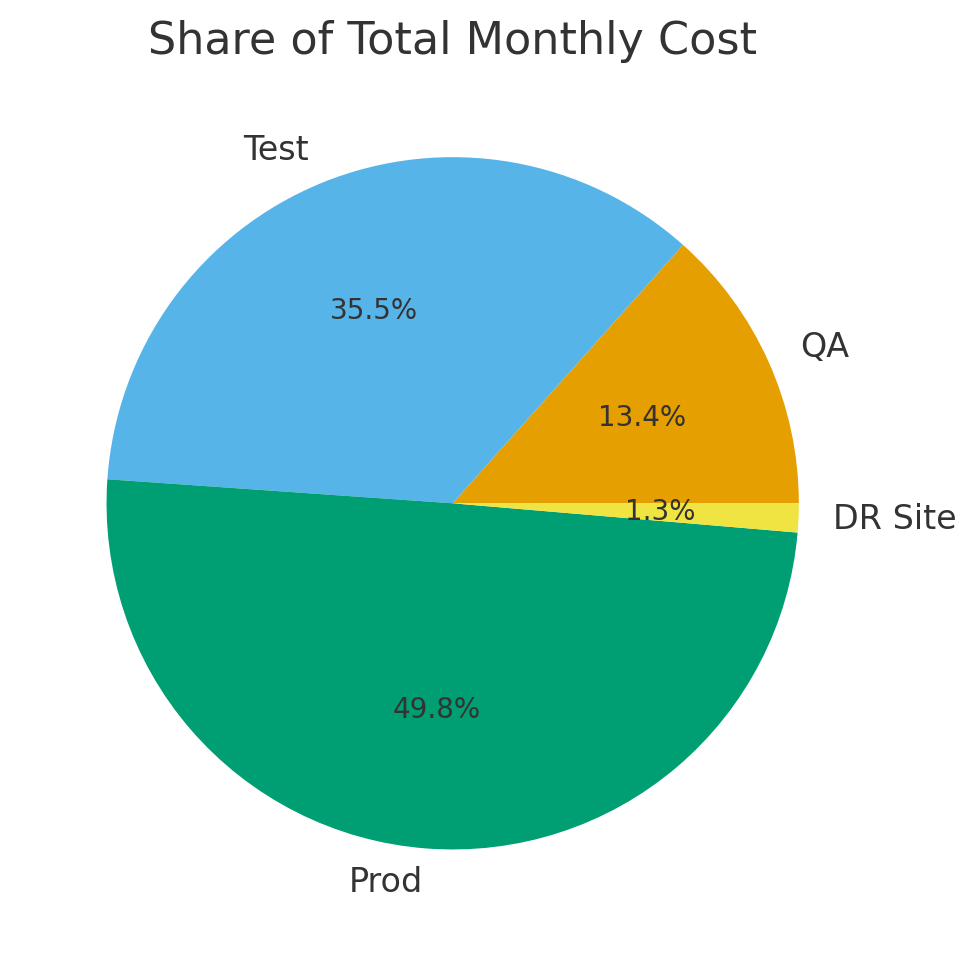 Share of Total Monthly Cost
Test
35.5%
QA
13.4%
1.3%
DR Site
49.8%
Prod